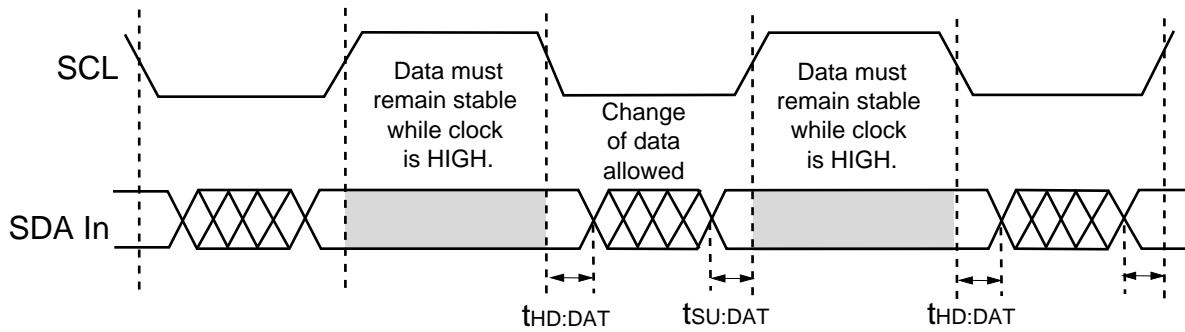 SCL
Data must
remain stable
while clock
is HIGH.
Change
of data
allowed
Data must
remain stable
while clock
is HIGH.
SDA In
tHD:DAT
tSU:DAT
tHD:DAT